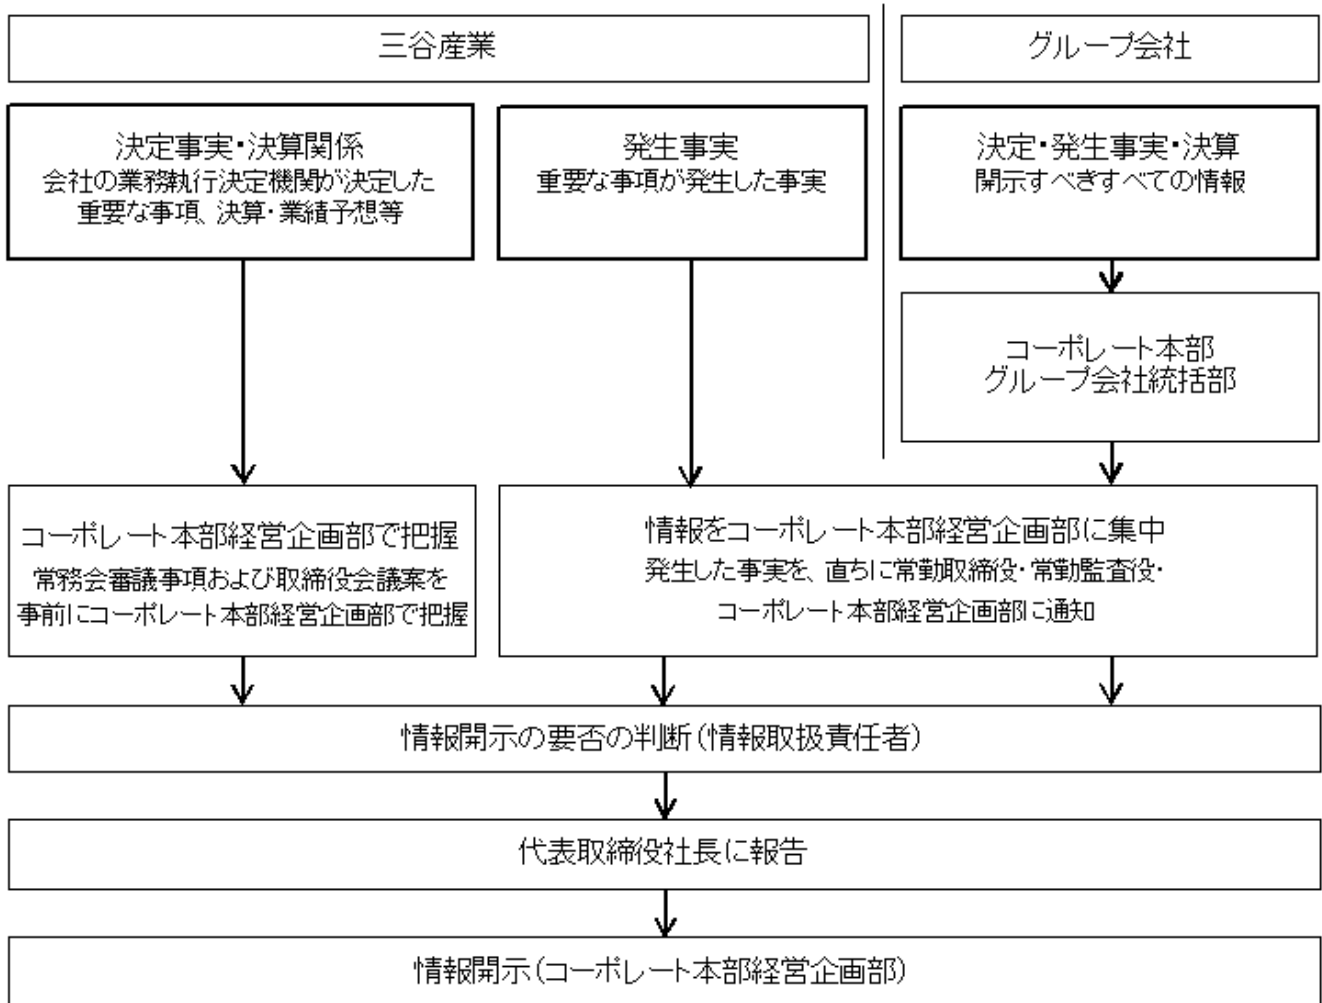 三谷産業
グループ会社
決定事実・決算関係
会社の業務執行決定機関が決定した
重要な事項、決算・業績予想等
発生事実
重要な事項が発生した事実
決定・発生事実・決算
開示すべきすべての情報
コーポレート本部
グループ会社統括部
コーポレート本部経営企画部で把握
常務会審議事項および取締役会議案を
事前にコーポレート本部経営企画部で把握
情報をコーポレート本部経営企画部に集中
発生した事実を、直ちに常勤取締役・常勤監査役・
コーポレート本部経営企画部に通知
情報開示の要否の判断(情報取扱責任者)
代表取締役社長に報告
情報開示(コーポレート本部経営企画部)